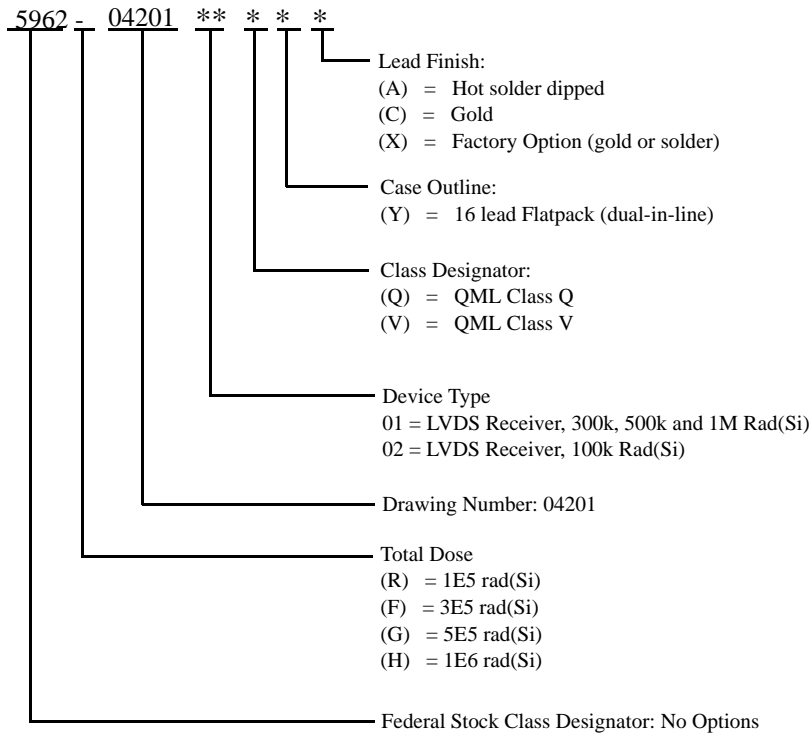 5962 - 04201 ** * * *
Lead Finish:
(A) = Hot solder dipped
(C) = Gold
(X) = Factory Option (gold or solder)
Case Outline:
(Y) = 16 lead Flatpack (dual-in-line)
Class Designator:
(Q) = QML Class Q
(V) = QML Class V
Device Type
01 = LVDS Receiver, 300k, 500k and 1M Rad(Si)
02 = LVDS Receiver, 100k Rad(Si)
Drawing Number: 04201
Total Dose
(R) = 1E5 rad(Si)
(F) = 3E5 rad(Si)
(G) = 5E5 rad(Si)
(H) = 1E6 rad(Si)
Federal Stock Class Designator: No Options